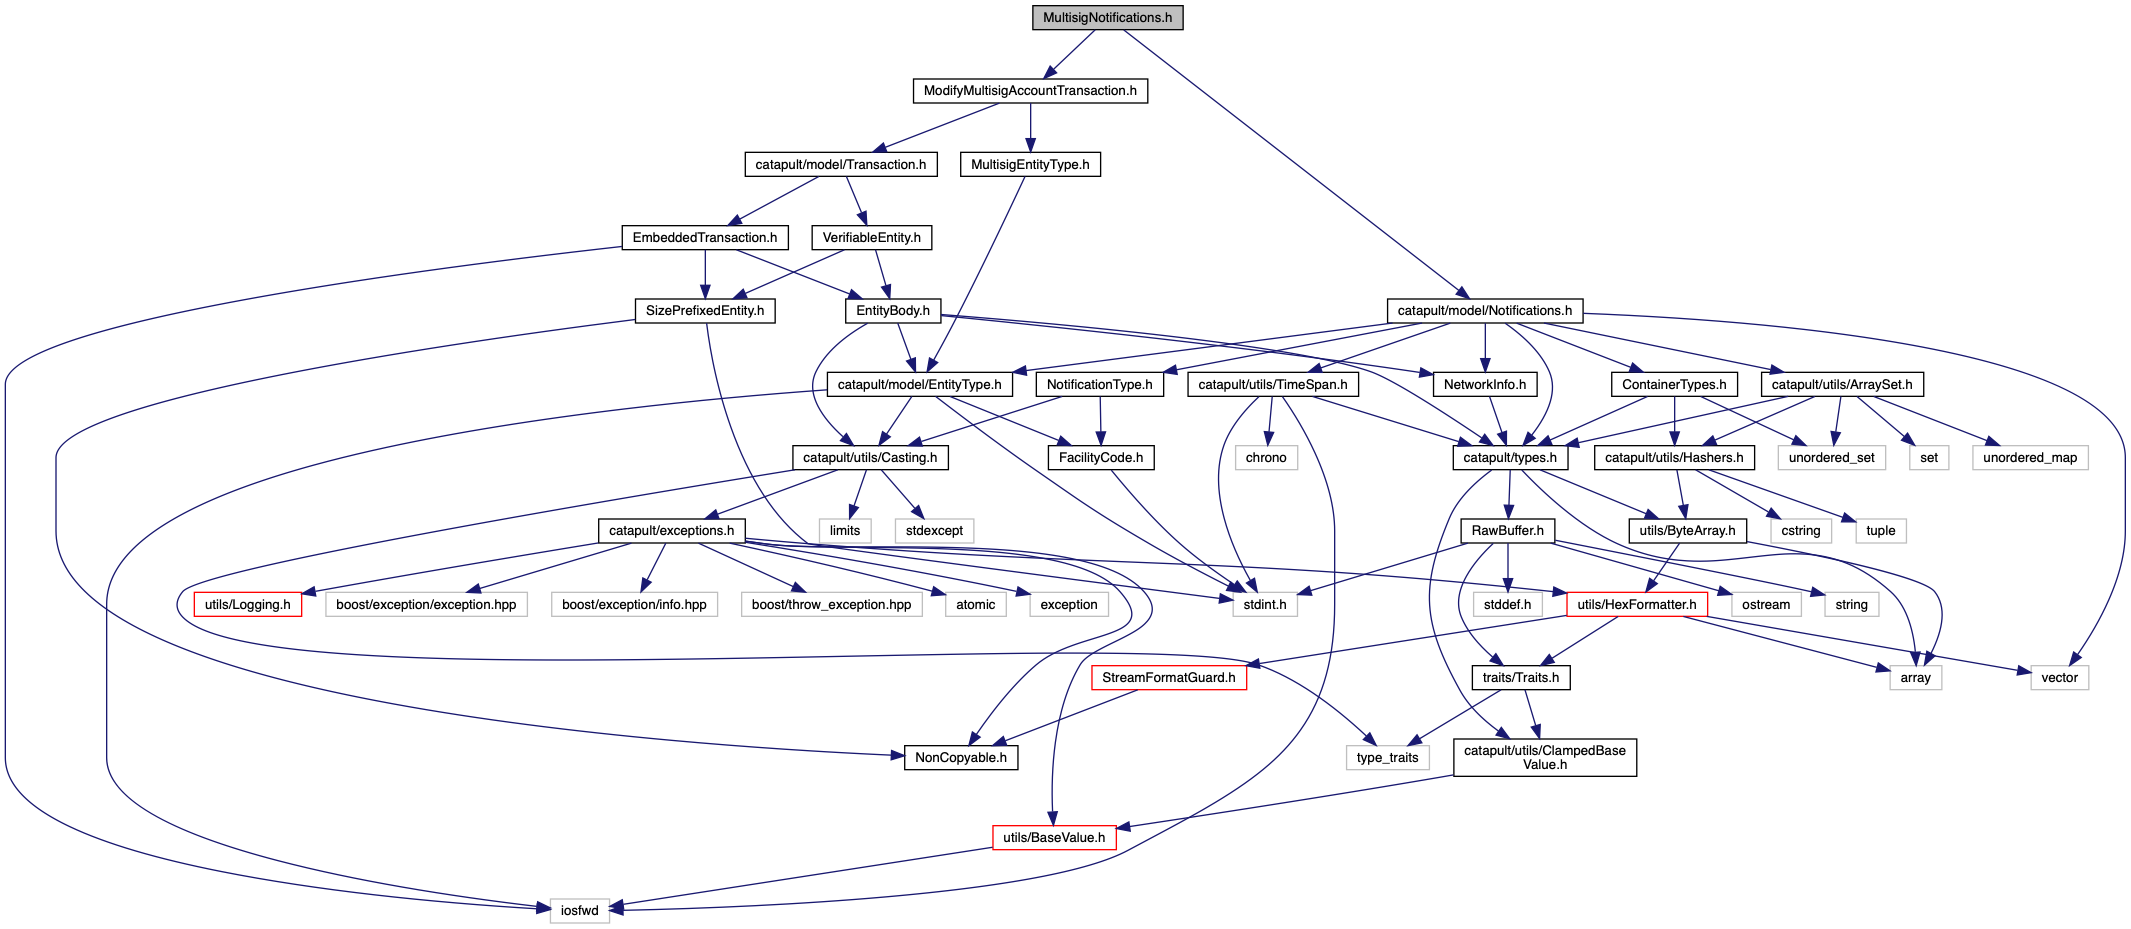 MultisigNotifications.h
ModifyMultisigAccountTransaction.h
catapult/model/Transaction.h
MultisigEntityType.h
EmbeddedTransaction.h
VerifiableEntity.h
SizePrefixedEntity.h
EntityBody.h
catapult/model/Notifications.h
catapult/model/EntityType.h
NotificationType.h
catapult/utils/TimeSpan.h
NetworkInfo.h
ContainerTypes.h
catapult/utils/ArraySet.h
catapult/utils/Casting.h
FacilityCode.h
chrono
catapult/types.h
catapult/utils/Hashers.h
unordered_set
set
unordered_map
catapult/exceptions.h
limits
stdexcept
RawBuffer.h
utils/ByteArray.h
cstring
tuple
utils/Logging.h
boost/exception/exception.hpp
boost/exception/info.hpp
boost/throw_exception.hpp
atomic
exception
stdint.h
stddef.h
utils/HexFormatter.h
ostream
string
StreamFormatGuard.h
traits/Traits.h
array
vector
NonCopyable.h
type_traits
catapult/utils/ClampedBase
Value.h
utils/BaseValue.h
iosfwd